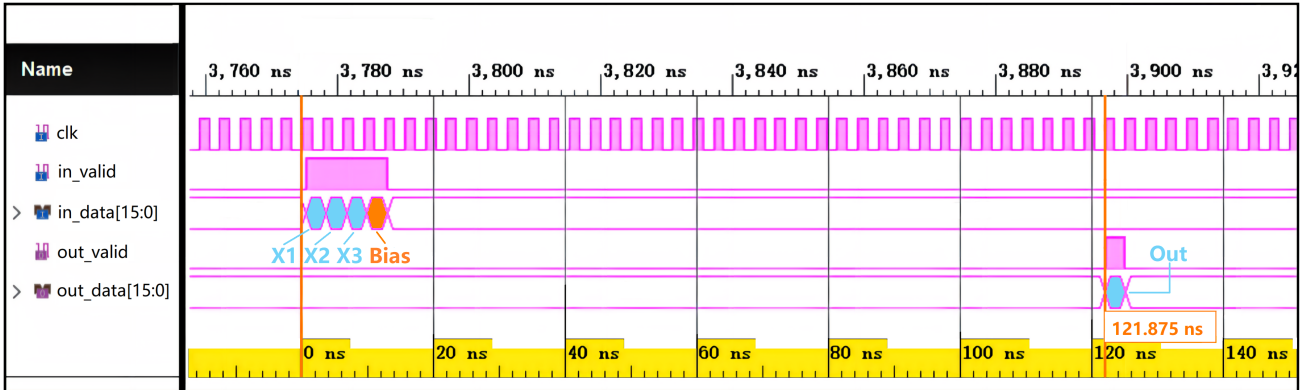 Name
3,760 ns 3,780 ns 3,800 ns 3,820 ns 3,840 ns 3,860 ns 3,880 ns 3,900 ns 3,92
clk
in_valid
in_data[15:0]
X1 X2 X3 Bias
out_valid
Out
out_data[15:0]
121.875 ns
0 ns 20 ns 40 ns 60 ns 80 ns 100 ns 120 ns 140 ns